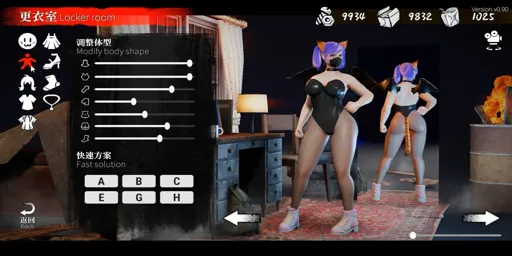 更衣室 Locker room
9934
9832
1025
Version v0.90
调整体型
Modify body shape
快速方案
Fast solution
A
B
C
E
G
H
返回
Back